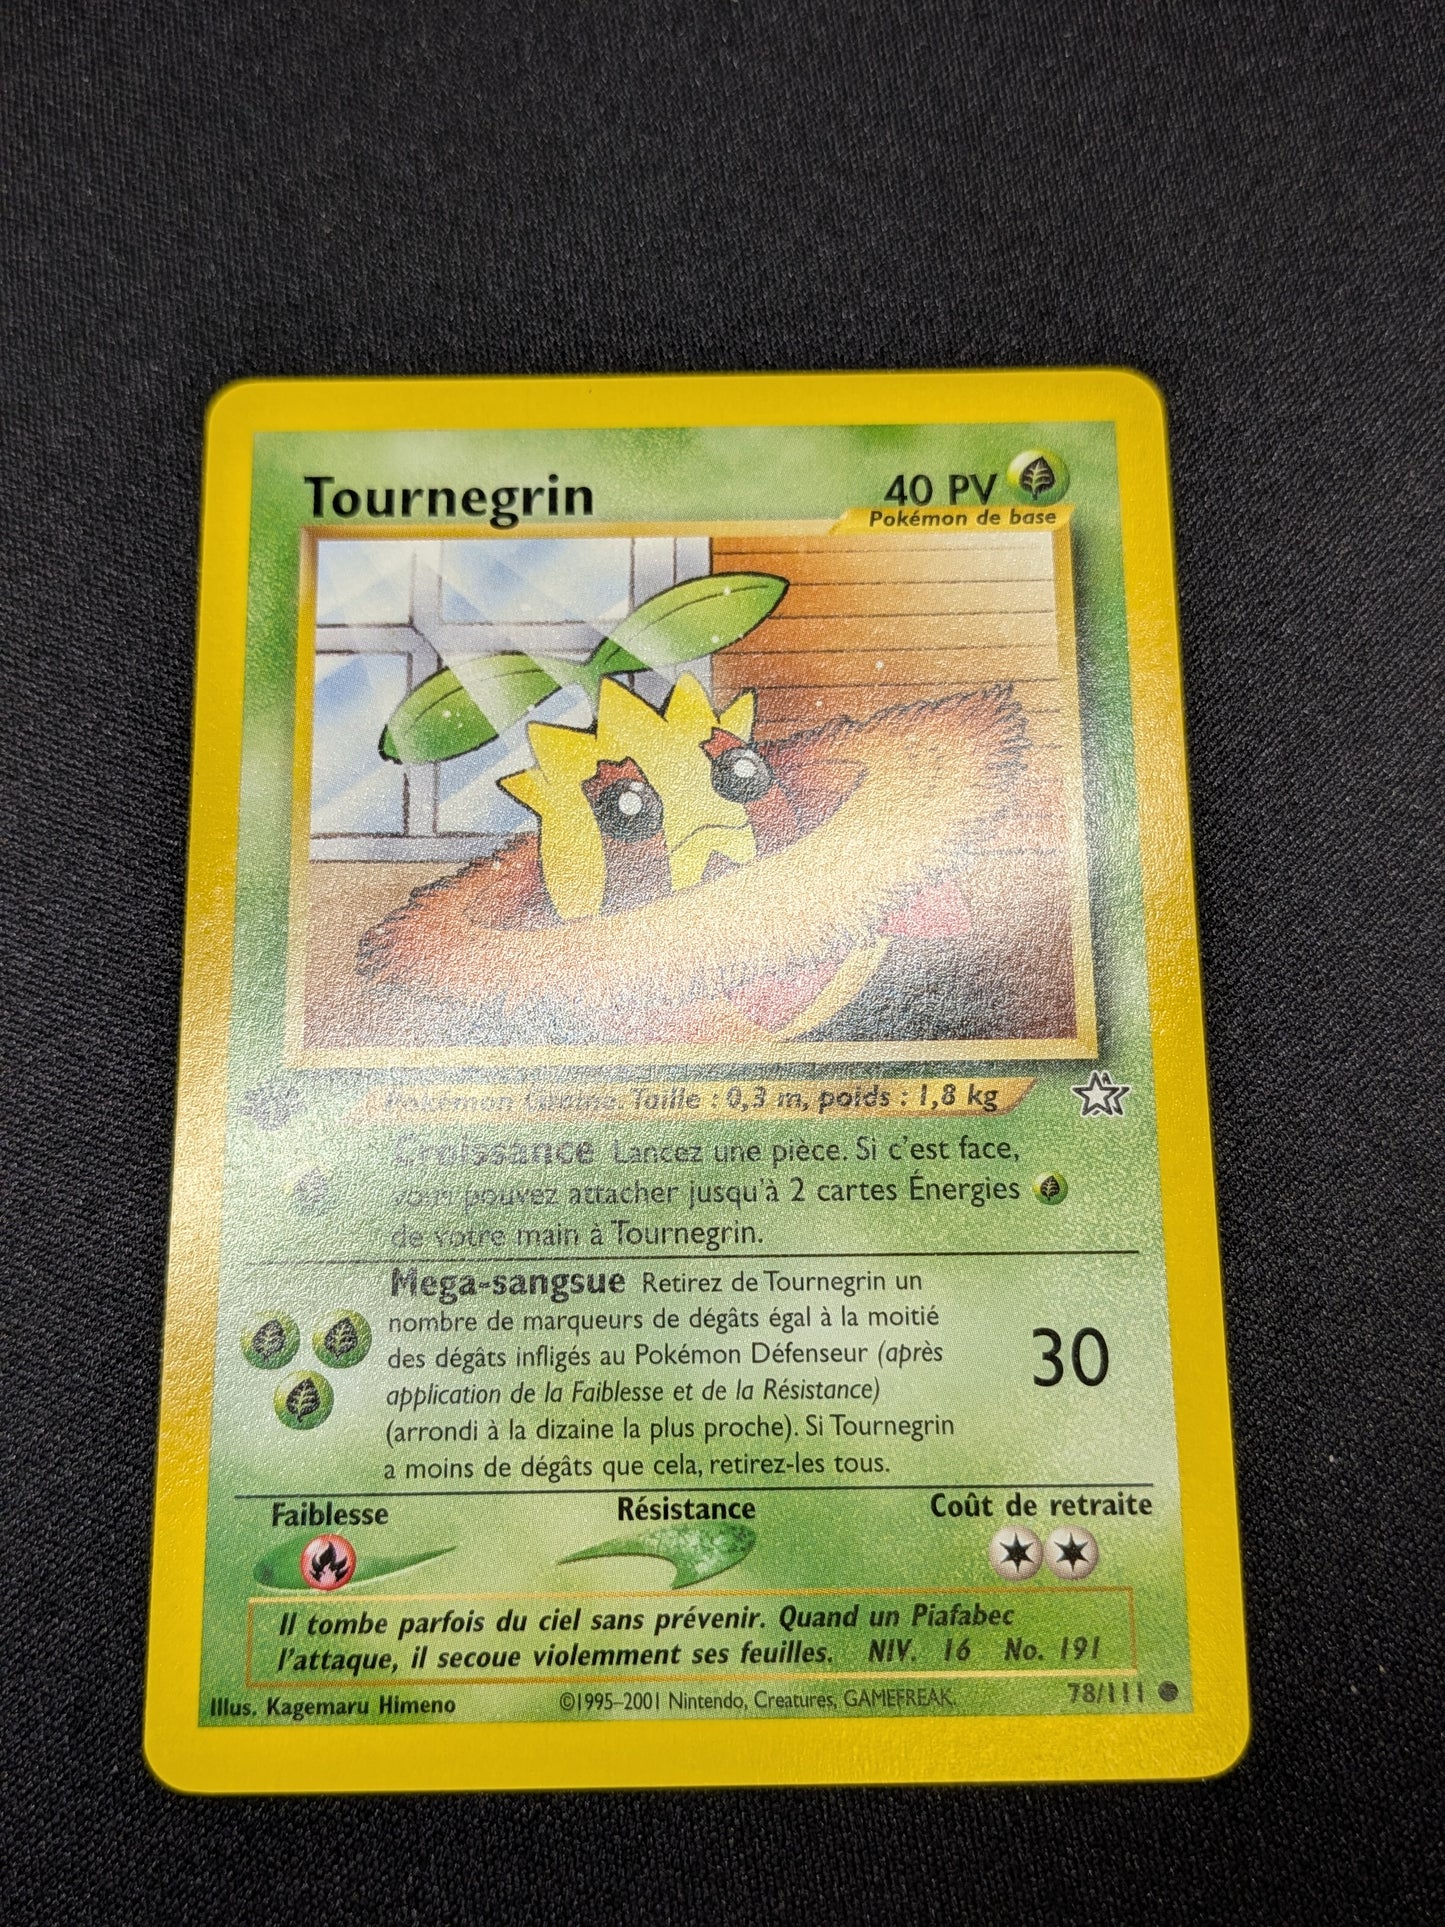 Tournegrin
40 PV
Pokémon de base
Pokémon Graine. Taille : 0,3 m, poids : 1,8 kg
Croissance Lancez une pièce. Si c'est face,
vous pouvez attacher jusqu'à 2 cartes Énergies
de votre main à Tournegrin.
Mega-sangsue Retirez de Tournegrin un
nombre de marqueurs de dégâts égal à la moitié
des dégâts infligés au Pokémon Défenseur (après
application de la Faiblesse et de la Résistance)
(arrondi à la dizaine la plus proche). Si Tournegrin
a moins de dégâts que cela, retirez-les tous.
30
Faiblesse
Résistance
Coût de retraite
Il tombe parfois du ciel sans prévenir. Quand un Piafabec
l'attaque, il secoue violemment ses feuilles. NIV. 16 No. 191
Illus. Kagemaru Himeno
©1995–2001 Nintendo, Creatures, GAMEFREAK.
78/111